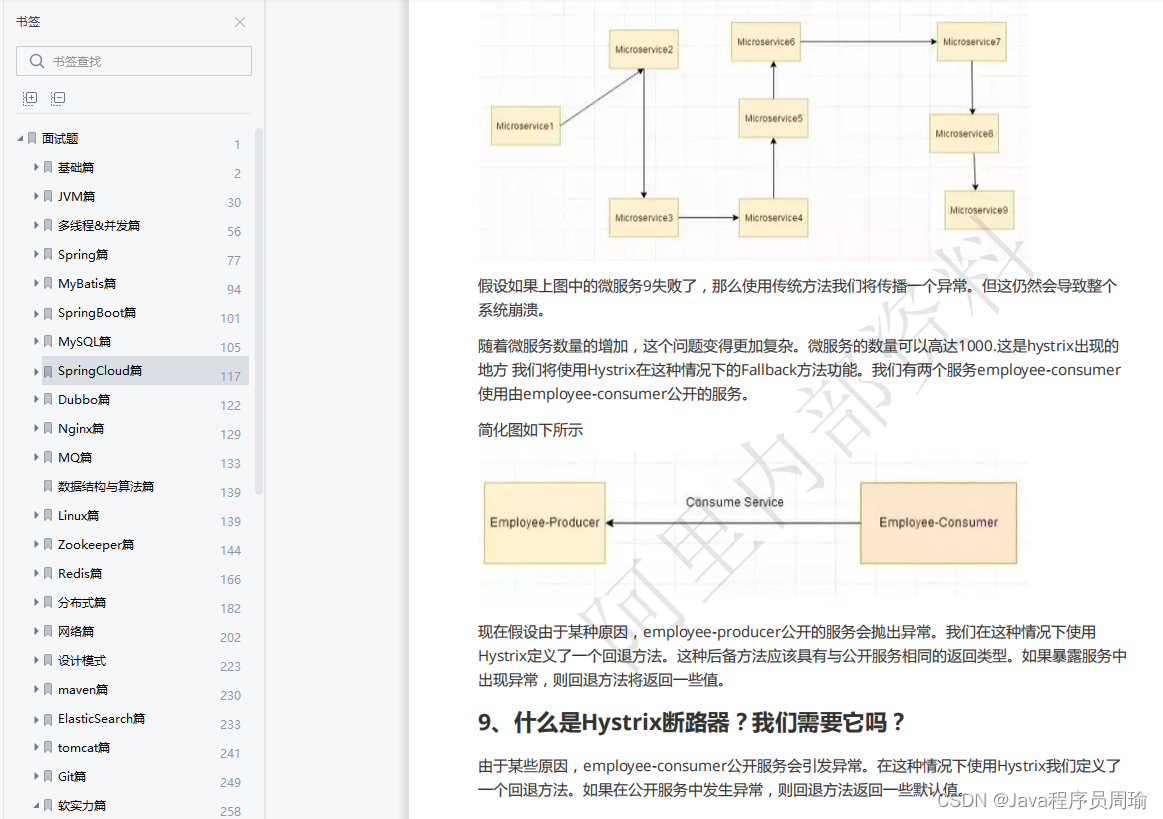 书签
书签查找
面试题 1
基础篇 2
JVM篇 30
多线程&并发篇 56
Spring篇 77
MyBatis篇 94
SpringBoot篇 101
MySQL篇 105
SpringCloud篇 117
Dubbo篇 122
Nginx篇 129
MQ篇 133
数据结构与算法篇 139
Linux篇 139
Zookeeper篇 144
Redis篇 166
分布式篇 182
网络篇 202
设计模式 223
maven篇 230
ElasticSearch篇 233
tomcat篇 241
Git篇 249
软实力篇 258
Microservice1
Microservice2
Microservice3
Microservice4
Microservice5
Microservice6
Microservice7
Microservice8
Microservice9
假设如果上图中的微服务9失败了，那么使用传统方法我们将传播一个异常。但这仍然会导致整个
系统崩溃。
随着微服务数量的增加，这个问题变得更加复杂。微服务的数量可以高达1000.这是hystrix出现的
地方 我们将使用Hystrix在这种情况下的Fallback方法功能。我们有两个服务employee-consumer
使用由employee-consumer公开的服务。
简化图如下所示
Employee-Producer
Consume Service
Employee-Consumer
现在假设由于某种原因，employee-producer公开的服务会抛出异常。我们在这种情况下使用
Hystrix定义了一个回退方法。这种后备方法应该具有与公开服务相同的返回类型。如果暴露服务中
出现异常，则回退方法将返回一些值。
9、什么是Hystrix断路器？我们需要它吗？
由于某些原因，employee-consumer公开服务会引发异常。在这种情况下使用Hystrix我们定义了
一个回退方法。如果在公开服务中发生异常，则回退方法返回一些默认值。
阿里内部资料
CSDN @Java程序员周瑜